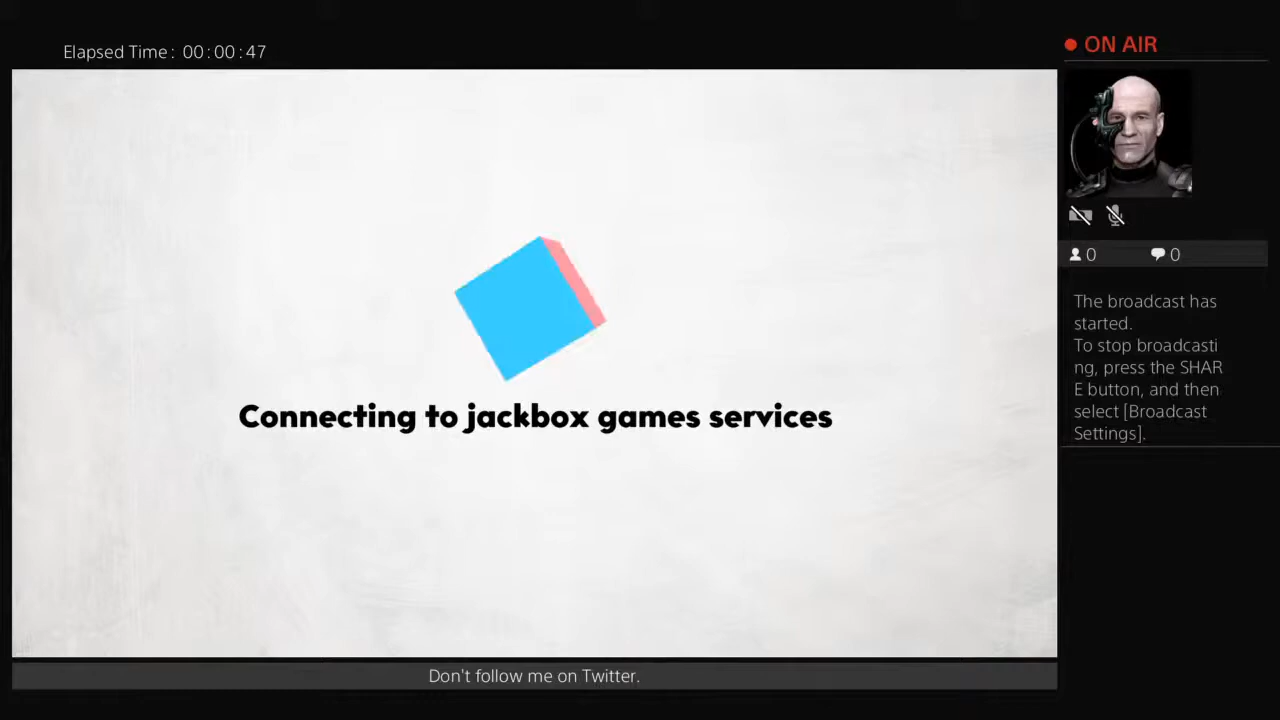 Elapsed Time: 00:00:47
ON AIR
0 0
The broadcast has
started.
To stop broadcasti
ng, press the SHAR
E button, and then
select [Broadcast
Settings].
Connecting to jackbox games services
Don't follow me on Twitter.